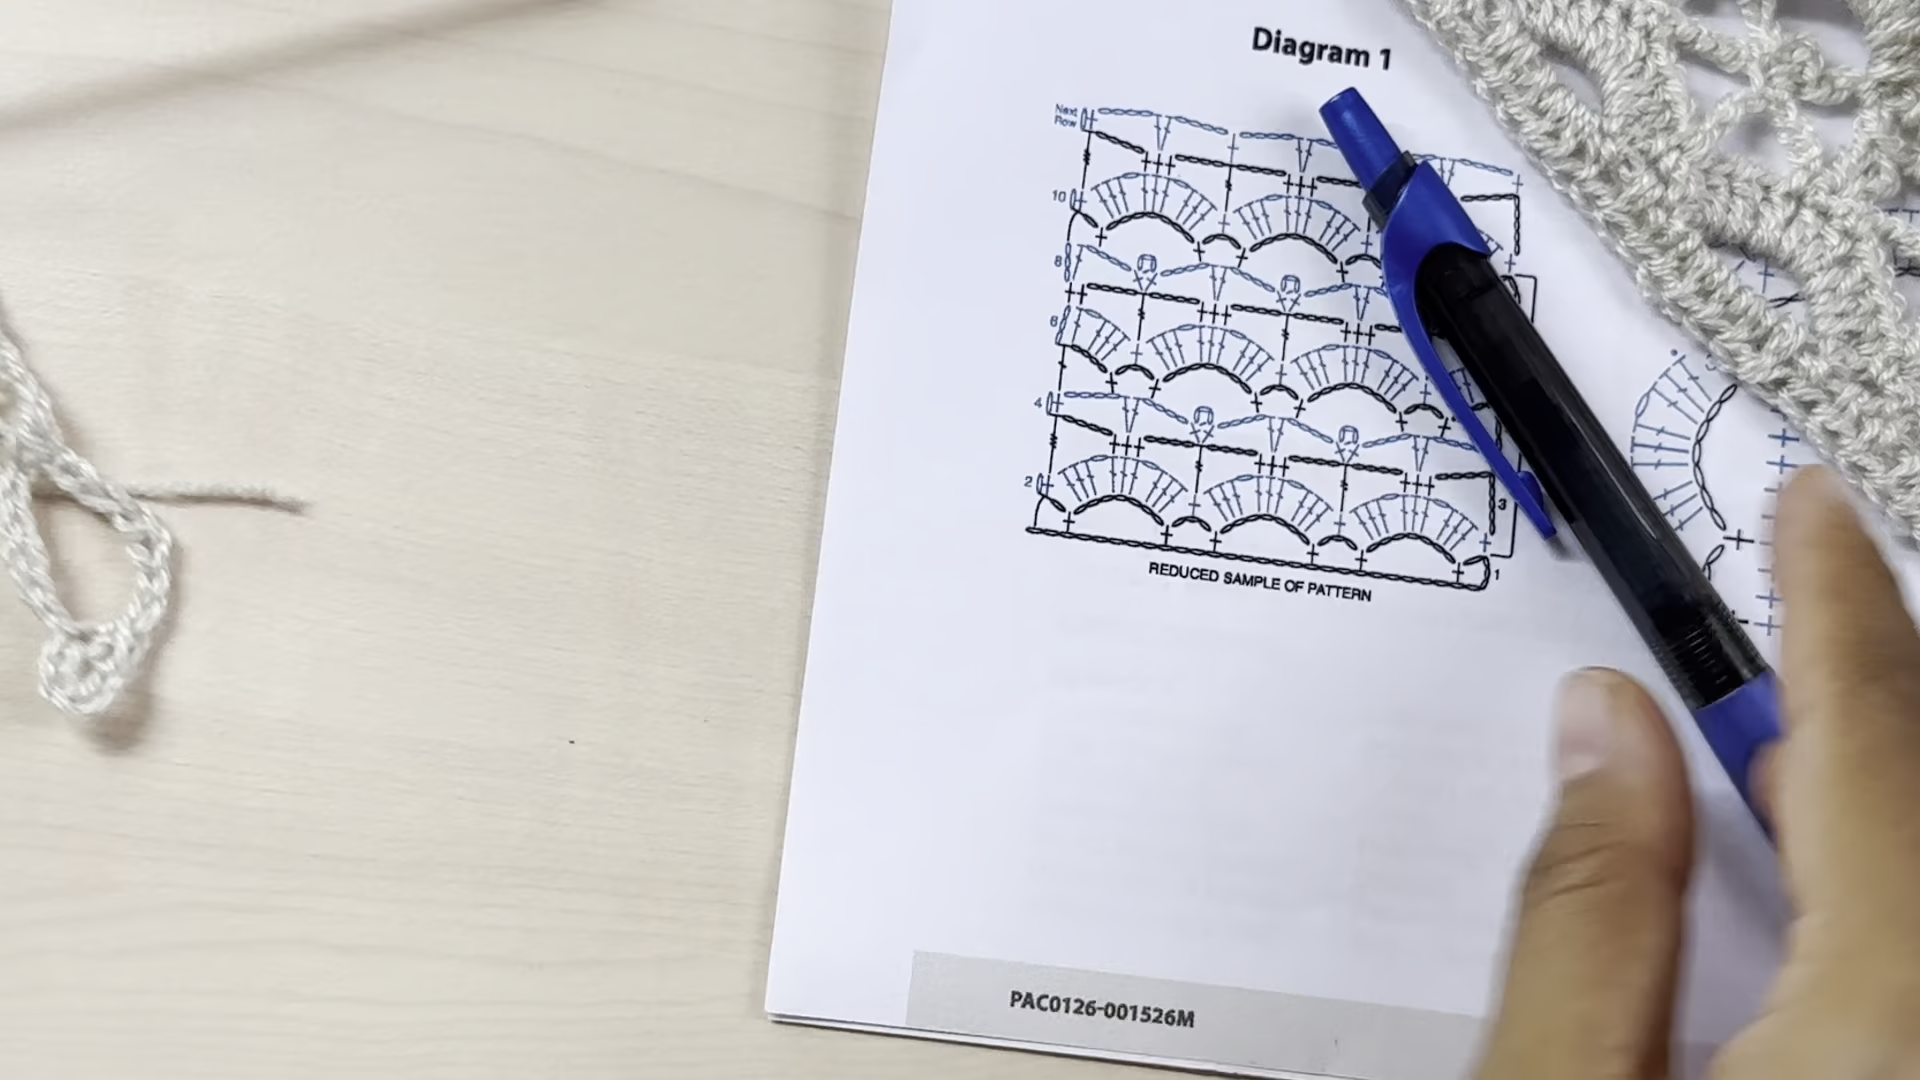 Diagram 1
Next
Row
10
8
6
4
2
3
1
REDUCED SAMPLE OF PATTERN
PAC0126-001526M